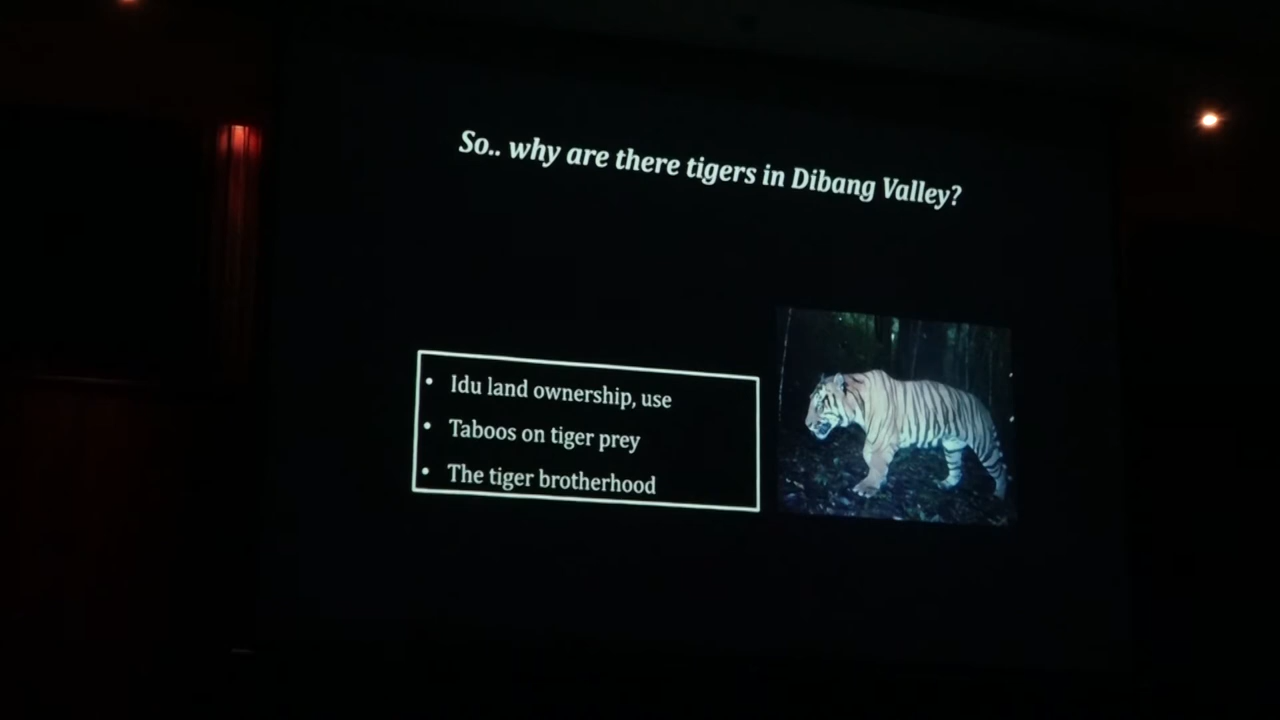 So.. why are there tigers in Dibang Valley?
• Idu land ownership, use
• Taboos on tiger prey
• The tiger brotherhood